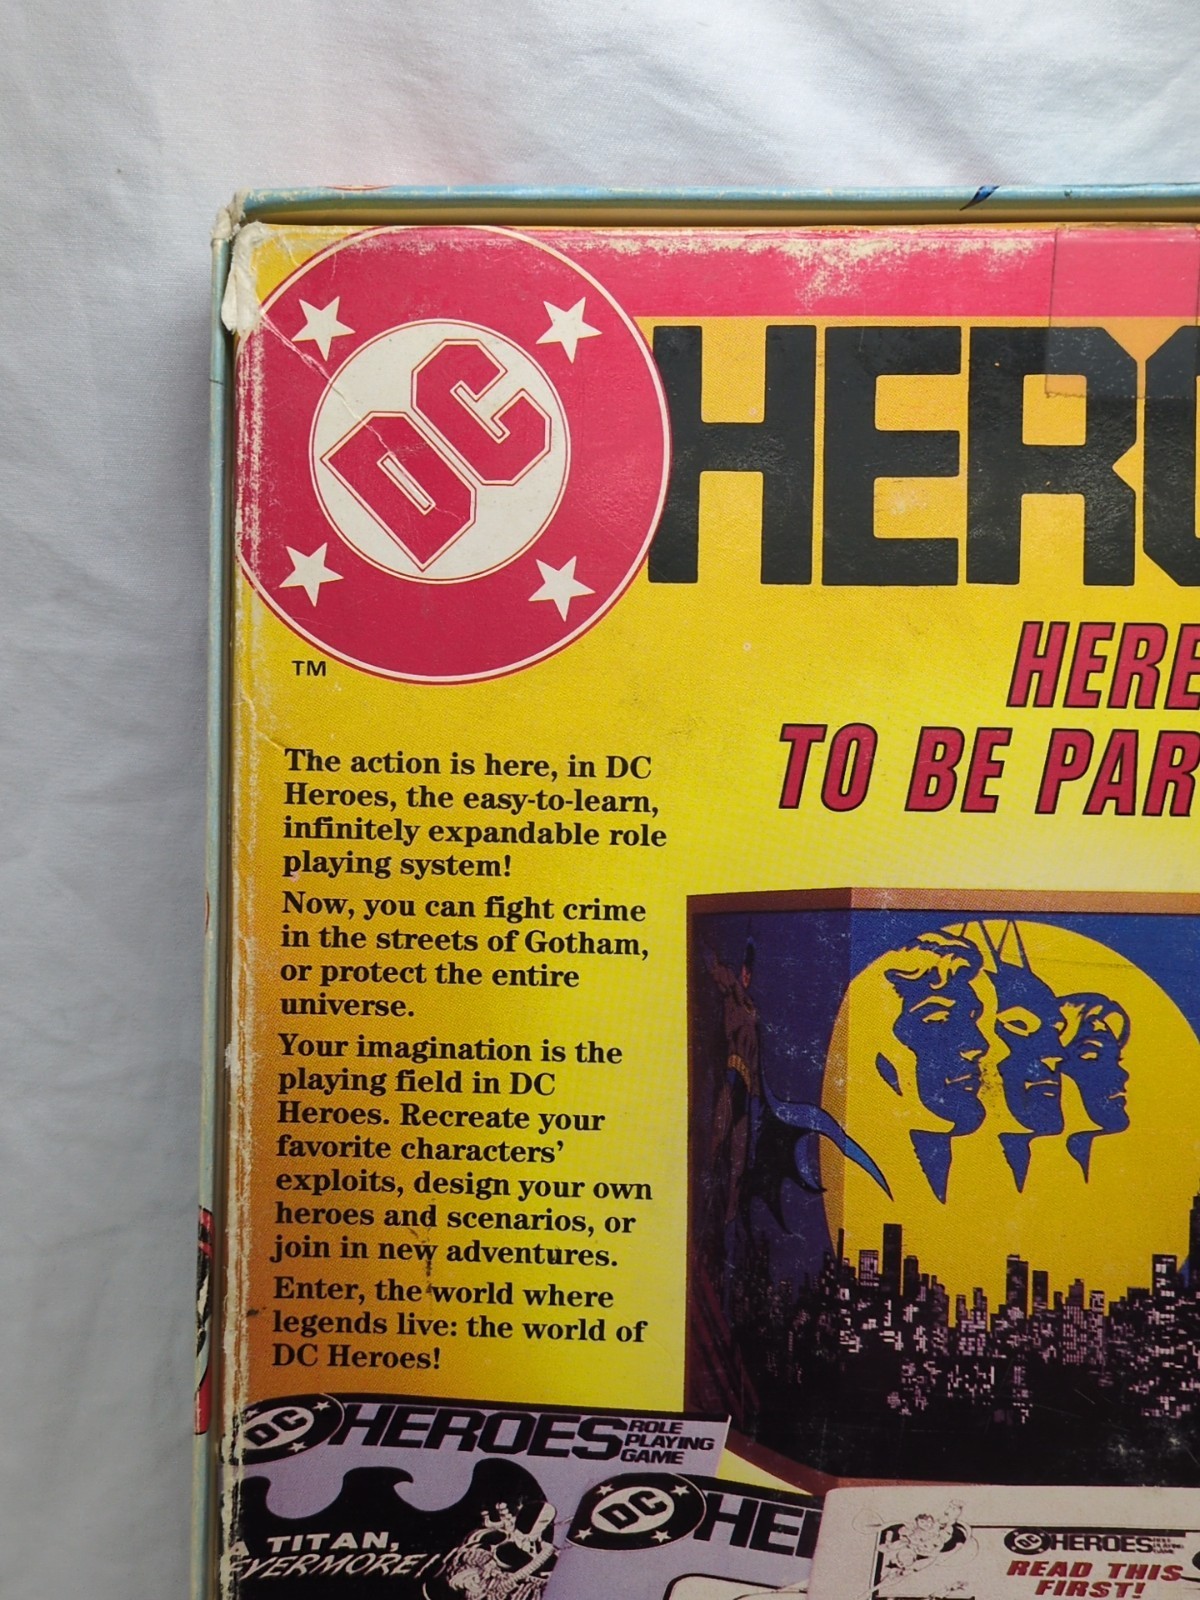 DC
HERO
TM
HERE
TO BE PAR
The action is here, in DC
Heroes, the easy-to-learn,
infinitely expandable role
playing system!
Now, you can fight crime
in the streets of Gotham,
or protect the entire
universe.
Your imagination is the
playing field in DC
Heroes. Recreate your
favorite characters'
exploits, design your own
heroes and scenarios, or
join in new adventures.
Enter, the world where
legends live: the world of
DC Heroes!
DC HEROES ROLE
PLAYING
GAME
A TITAN,
EVERMORE!
DC HE
DC HEROES
READ THIS
FIRST!